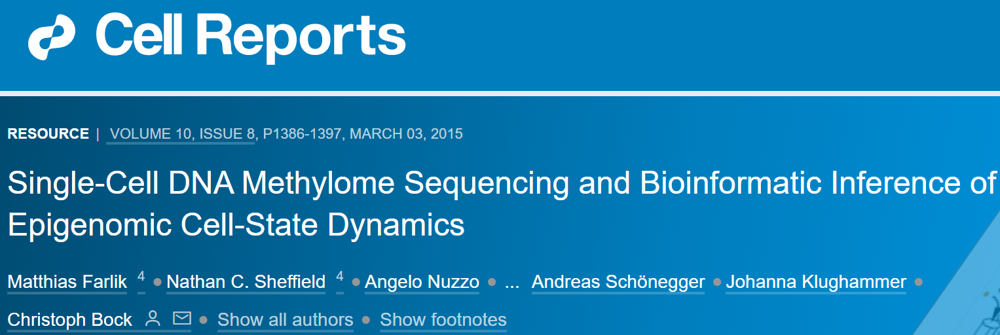 Cell Reports
RESOURCE | VOLUME 10, ISSUE 8, P1386-1397, MARCH 03, 2015
Single-Cell DNA Methylome Sequencing and Bioinformatic Inference of
Epigenomic Cell-State Dynamics
Matthias Farlik 4 • Nathan C. Sheffield 4 • Angelo Nuzzo • ... Andreas Schönegger • Johanna Klughammer •
Christoph Bock • Show all authors • Show footnotes